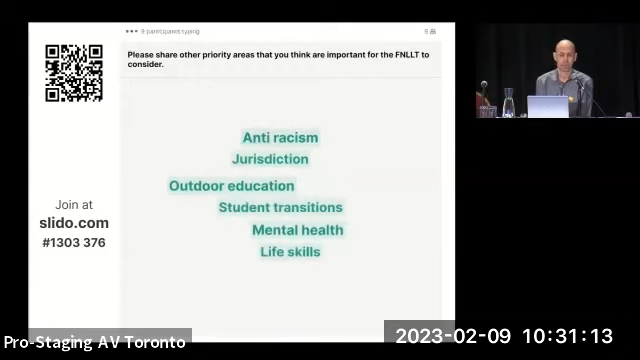 9 participants typing
Please share other priority areas that you think are important for the FNLLT to
consider.
Anti racism
Jurisdiction
Outdoor education
Student transitions
Mental health
Life skills
Join at
slido.com
#1303 376
Pro-Staging AV Toronto
2023-02-09 10:31:13